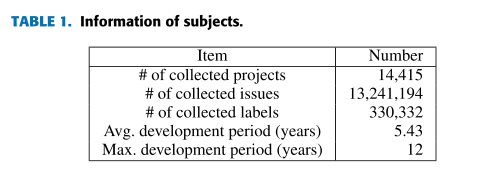 TABLE 1. Information of subjects.
Item Number
# of collected projects 14,415
# of collected issues 13,241,194
# of collected labels 330,332
Avg. development period (years) 5.43
Max. development period (years) 12